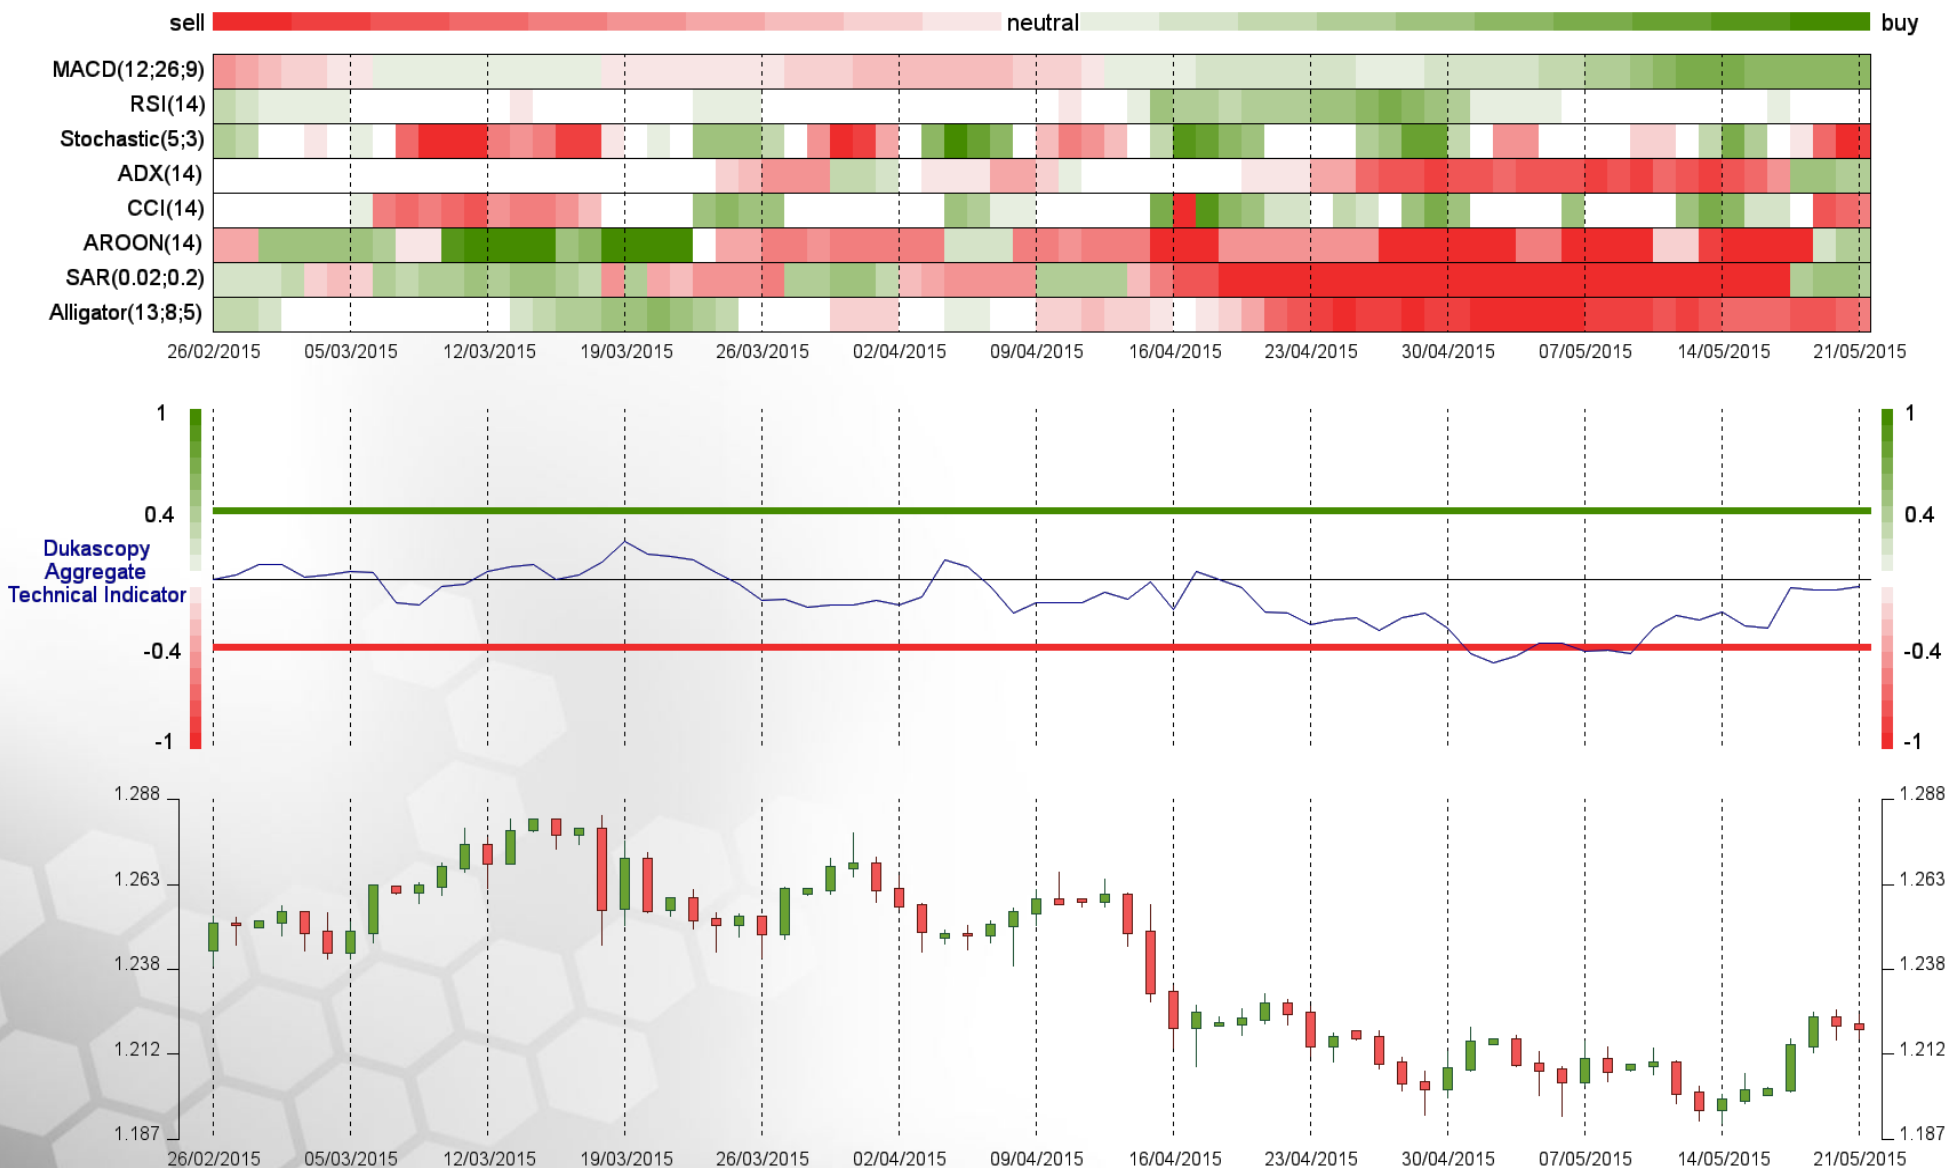 sell neutral buy
MACD(12;26;9)
RSI(14)
Stochastic(5;3)
ADX(14)
CCI(14)
AROON(14)
SAR(0.02;0.2)
Alligator(13;8;5)
26/02/2015 05/03/2015 12/03/2015 19/03/2015 26/03/2015 02/04/2015 09/04/2015 16/04/2015 23/04/2015 30/04/2015 07/05/2015 14/05/2015 21/05/2015
1 1
0.4 0.4
Dukascopy
Aggregate
Technical Indicator
-0.4 -0.4
-1 -1
1.288 1.288
1.263 1.263
1.238 1.238
1.212 1.212
1.187 1.187
26/02/2015 05/03/2015 12/03/2015 19/03/2015 26/03/2015 02/04/2015 09/04/2015 16/04/2015 23/04/2015 30/04/2015 07/05/2015 14/05/2015 21/05/2015